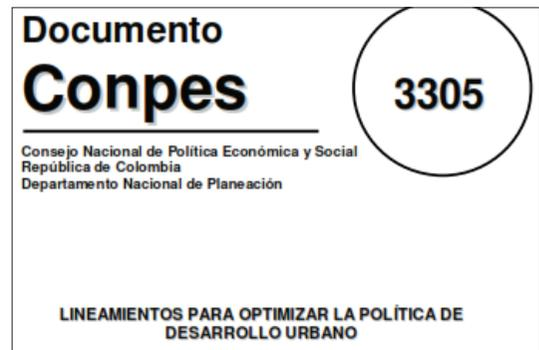 Documento
Conpes
3305
Consejo Nacional de Política Económica y Social
República de Colombia
Departamento Nacional de Planeación
LINEAMIENTOS PARA OPTIMIZAR LA POLÍTICA DE
DESARROLLO URBANO